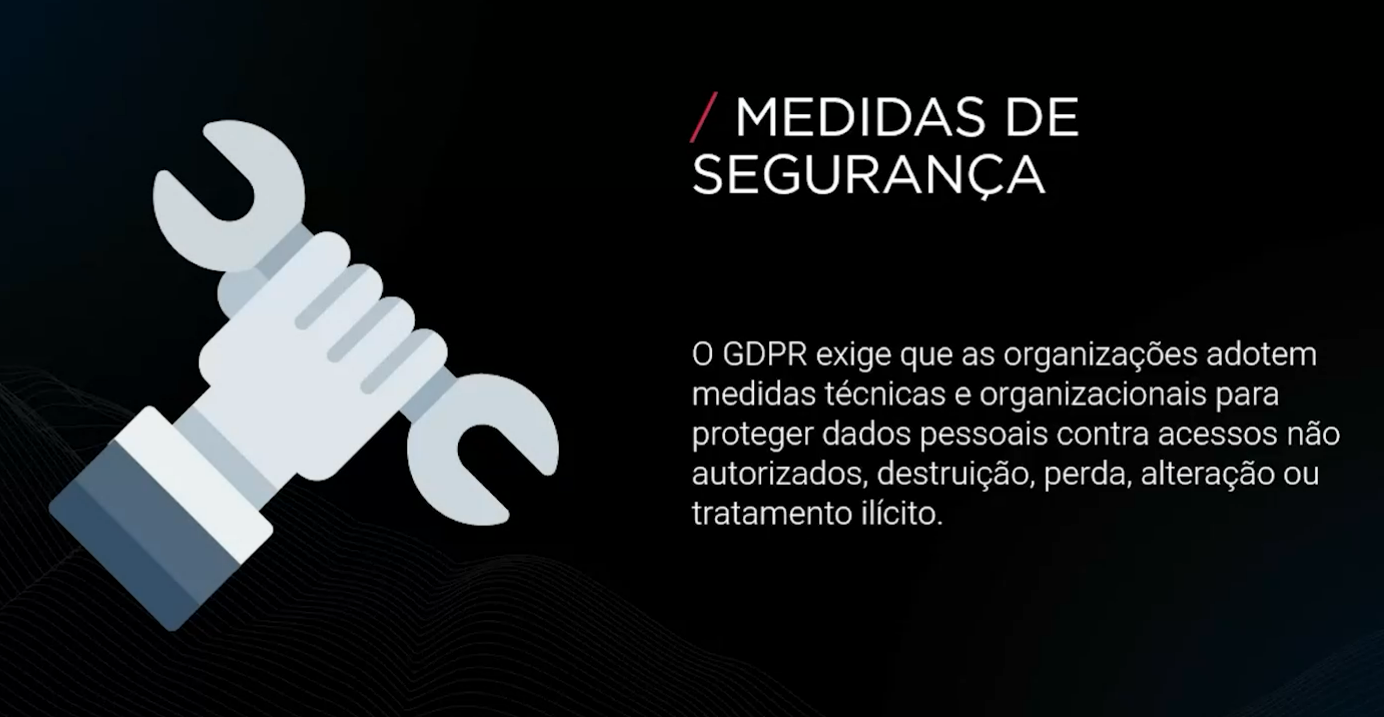 / MEDIDAS DE
SEGURANÇA
O GDPR exige que as organizações adotem
medidas técnicas e organizacionais para
proteger dados pessoais contra acessos não
autorizados, destruição, perda, alteração ou
tratamento ilícito.